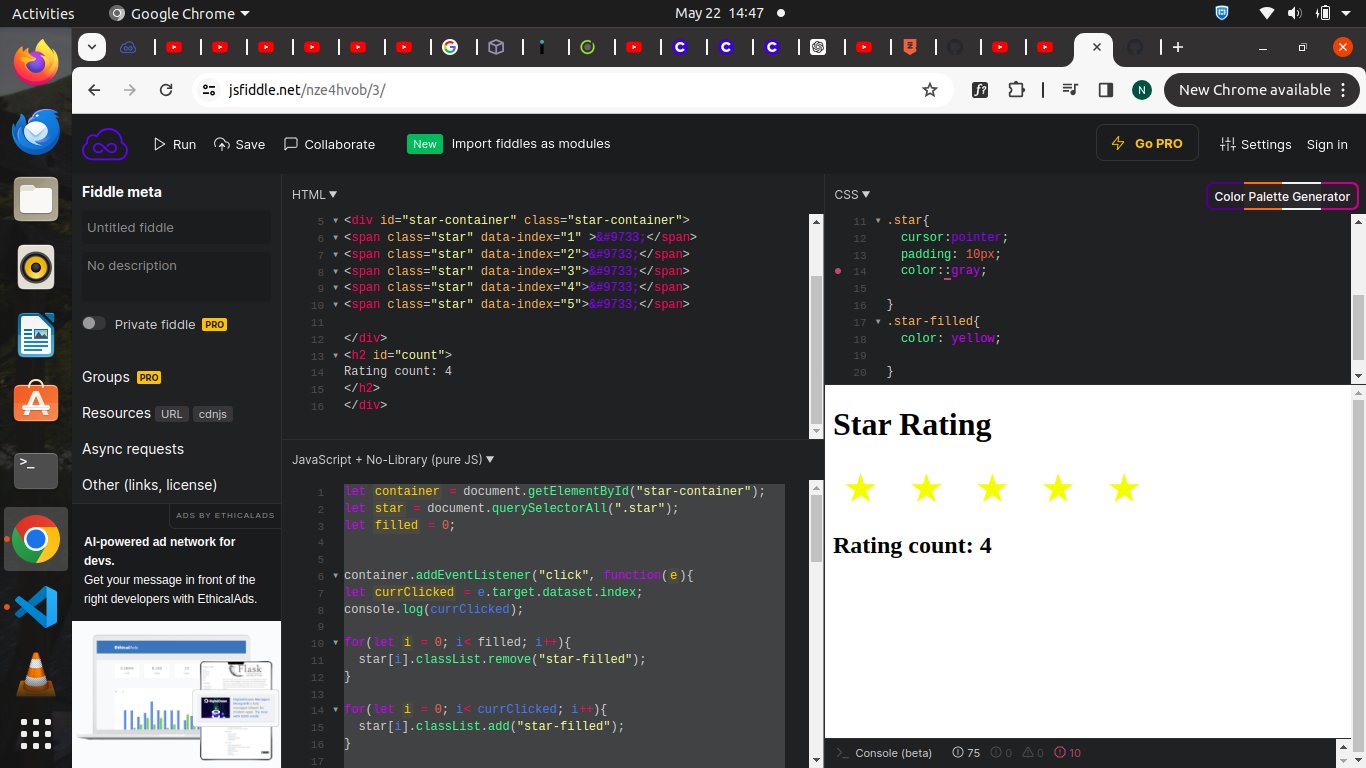 Activities
Google Chrome
May 22 14:47
jsfiddle.net/nze4hvob/3/
N
New Chrome available
Run
Save
Collaborate
New
Import fiddles as modules
Go PRO
Settings
Sign in
Fiddle meta
Untitled fiddle
No description
Private fiddle PRO
Groups PRO
Resources URL cdnjs
Async requests
Other (links, license)
ADS BY ETHICALADS
AI-powered ad network for
devs.
Get your message in front of the
right developers with EthicalAds.
HTML
5 <div id="star-container" class="star-container">
6 <span class="star" data-index="1" >&#9733;</span>
7 <span class="star" data-index="2">&#9733;</span>
8 <span class="star" data-index="3">&#9733;</span>
9 <span class="star" data-index="4">&#9733;</span>
10 <span class="star" data-index="5">&#9733;</span>
11
12 </div>
13 <h2 id="count">
14 Rating count: 4
15 </h2>
16 </div>
JavaScript + No-Library (pure JS)
1 let container = document.getElementById("star-container");
2 let star = document.querySelectorAll(".star");
3 let filled = 0;
4
5
6 container.addEventListener("click", function(e){
7 let currClicked = e.target.dataset.index;
8 console.log(currClicked);
9
10 for(let i = 0; i< filled; i++){
11 star[i].classList.remove("star-filled");
12 }
13
14 for(let i = 0; i< currClicked; i++){
15 star[i].classList.add("star-filled");
16 }
17
CSS
Color Palette Generator
11 .star{
12 cursor:pointer;
13 padding: 10px;
14 color::gray;
15
16 }
17 .star-filled{
18 color: yellow;
19
20 }
Star Rating
★ ★ ★ ★ ★
Rating count: 4
>_ Console (beta) 75 0 0 10